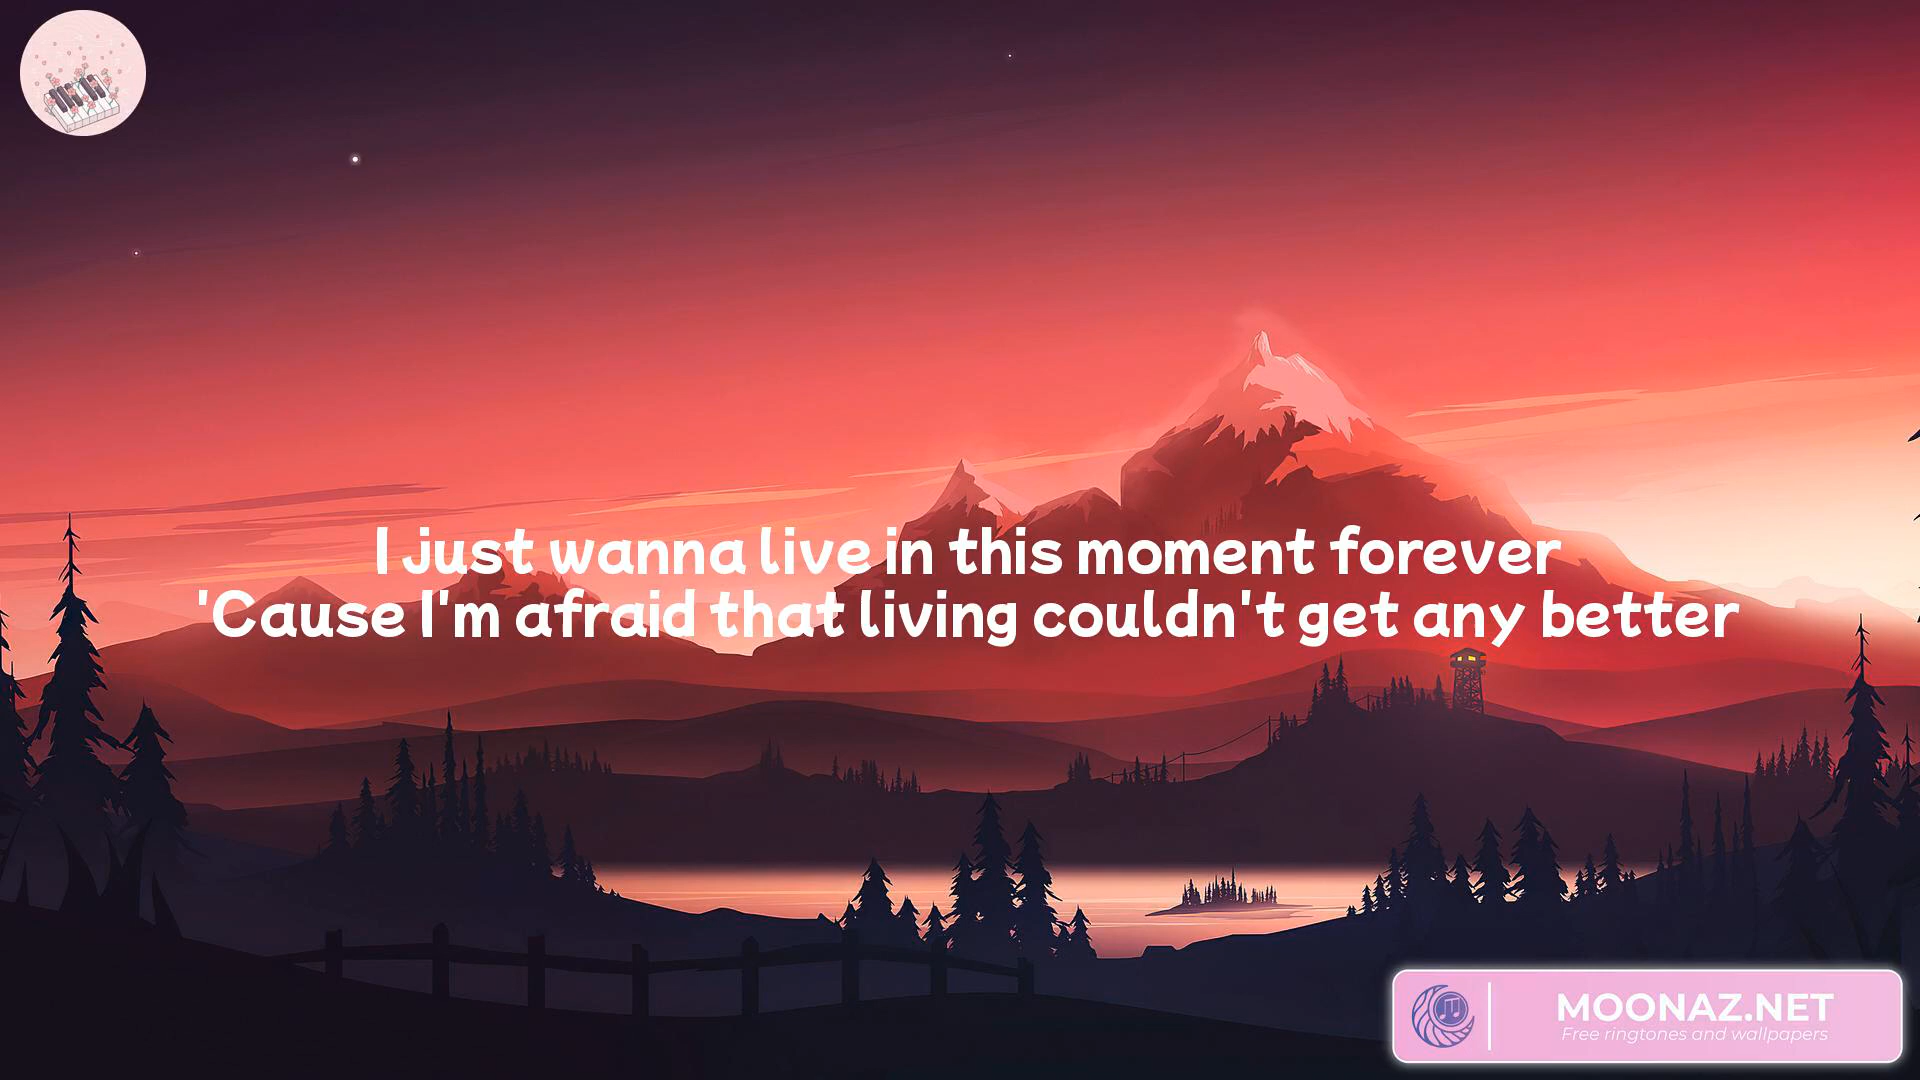 I just wanna live in this moment forever
'Cause I'm afraid that living couldn't get any better
MOONAZ.NET
Free ringtones and wallpapers